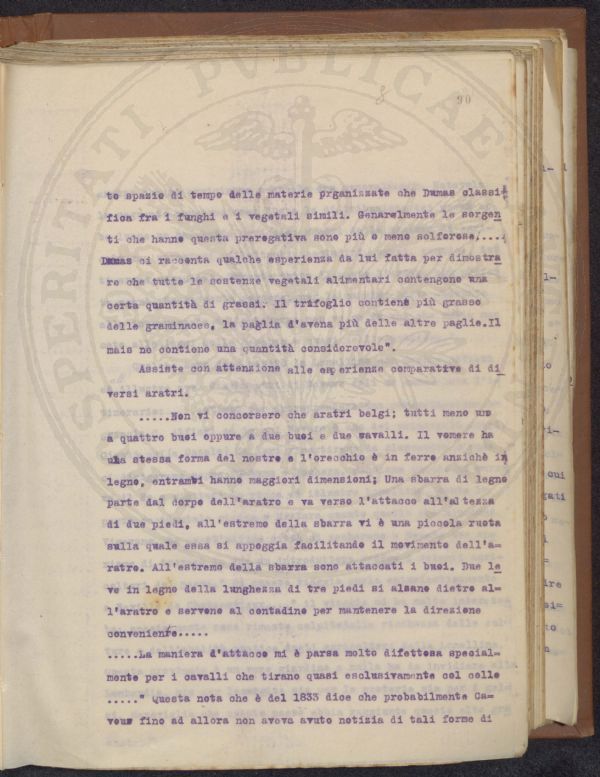 8 90
to spazio di tempo delle materie prganizzate che Dumas classi
fica fra i funghi e i vegetali simili. Genaralmente le sorgen
ti che hanno questa prerogativa sono più o meno solforose,....
Dumas ci racconta qualche esperienza da lui fatta per dimostra
re che tutte le sostenze vegetali alimentari contengono una
certa quantità di grassi. Il trifoglio contiene più grasso
delle graminacee, la paglia d'avena più delle altre paglie.Il
mais ne contiene una quantità considerevole".
Assiste con attenzione alle esperienze comparative di di
versi aratri.
.....Non vi concorsero che aratri belgi; tutti meno uno
a quattro buoi oppure a due buoi e due cavalli. Il vomere ha
una stessa forma del nostro e l'orecchio è in ferro anzichè in
legno, entrambi hanno maggiori dimensioni; Una sbarra di legno
parte dal corpo dell'aratro e va verso l'attacco all'altezza
di due piedi, all'estremo della sbarra vi è una piccola ruota
sulla quale essa si appoggia facilitando il movimento dell'a=
ratro. All'estremo della sbarra sono attaccati i buoi. Due le
ve in legno della lunghezza di tre piedi si alzano dietro al=
l'aratro e servono al contadino per mantenere la direzione
conveniente.....
.....La maniera d'attacco mi è parsa molto difettosa special=
mente per i cavalli che tirano quasi esclusivamente col collo
....." Questa nota che è del 1833 dice che probabilmente Ca=
vour fino ad allora non aveva avuto notizia di tali forme di
SPERITATI PVBLICAE